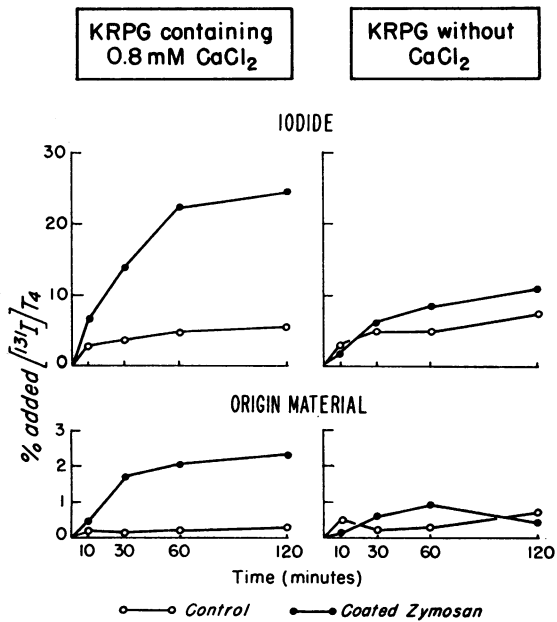 KRPG containing
0.8 mM CaCl2
KRPG without
CaCl2
IODIDE
30
20
10
0
% added [131I]T4
ORIGIN MATERIAL
3
2
1
0
10 30 60 120
10 30 60 120
Time (minutes)
Control
Coated Zymosan